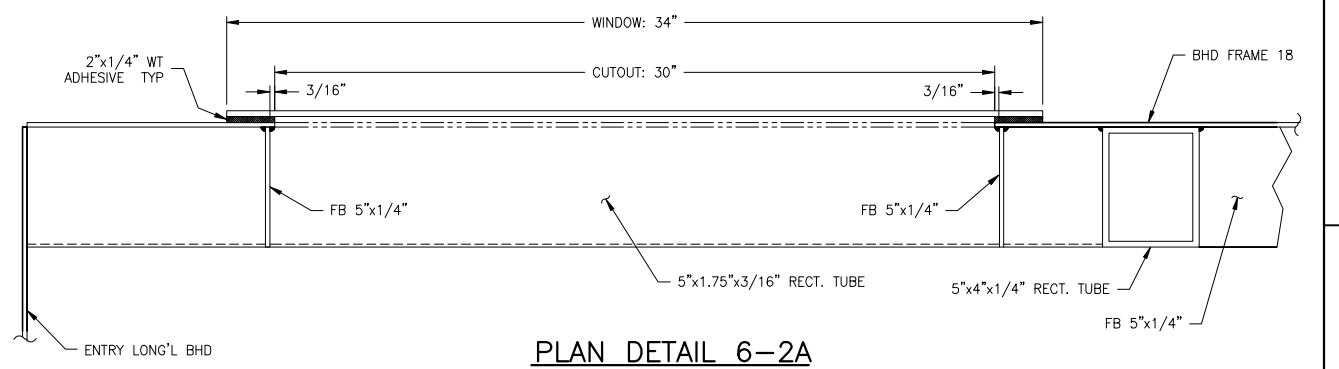 WINDOW: 34"
2"x1/4" WT
ADHESIVE TYP
CUTOUT: 30"
BHD FRAME 18
3/16"
3/16"
FB 5"x1/4"
FB 5"x1/4"
5"x1.75"x3/16" RECT. TUBE
5"x4"x1/4" RECT. TUBE
FB 5"x1/4"
ENTRY LONG'L BHD
PLAN DETAIL 6-2A